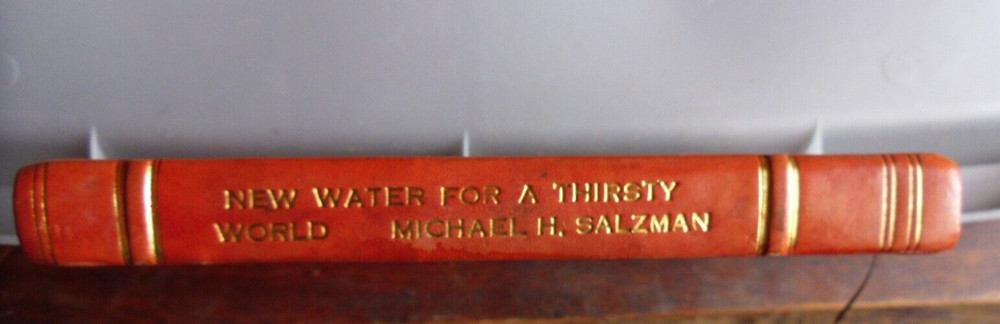 NEW WATER FOR A THIRSTY
WORLD MICHAEL H. SALZMAN